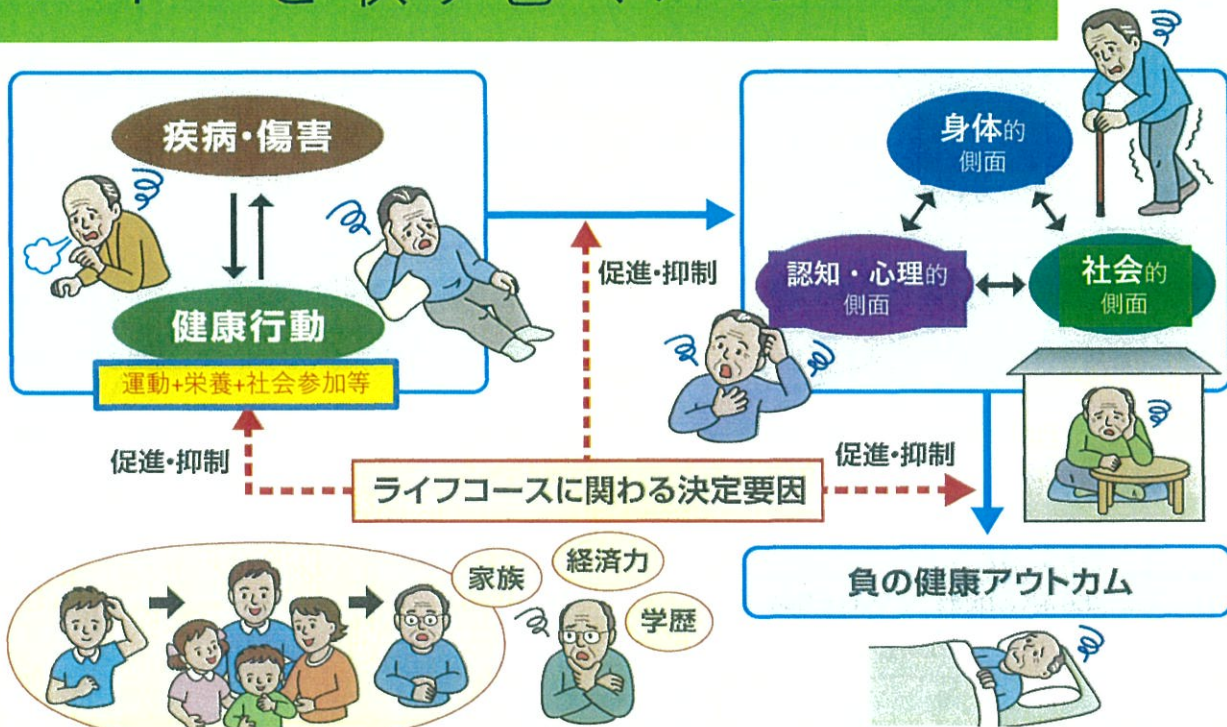 疾病・傷害
健康行動
運動+栄養+社会参加等
促進・抑制
身体的
側面
認知・心理的
側面
社会的
側面
促進・抑制
ライフコースに関わる決定要因
促進・抑制
家族
経済力
学歴
負の健康アウトカム